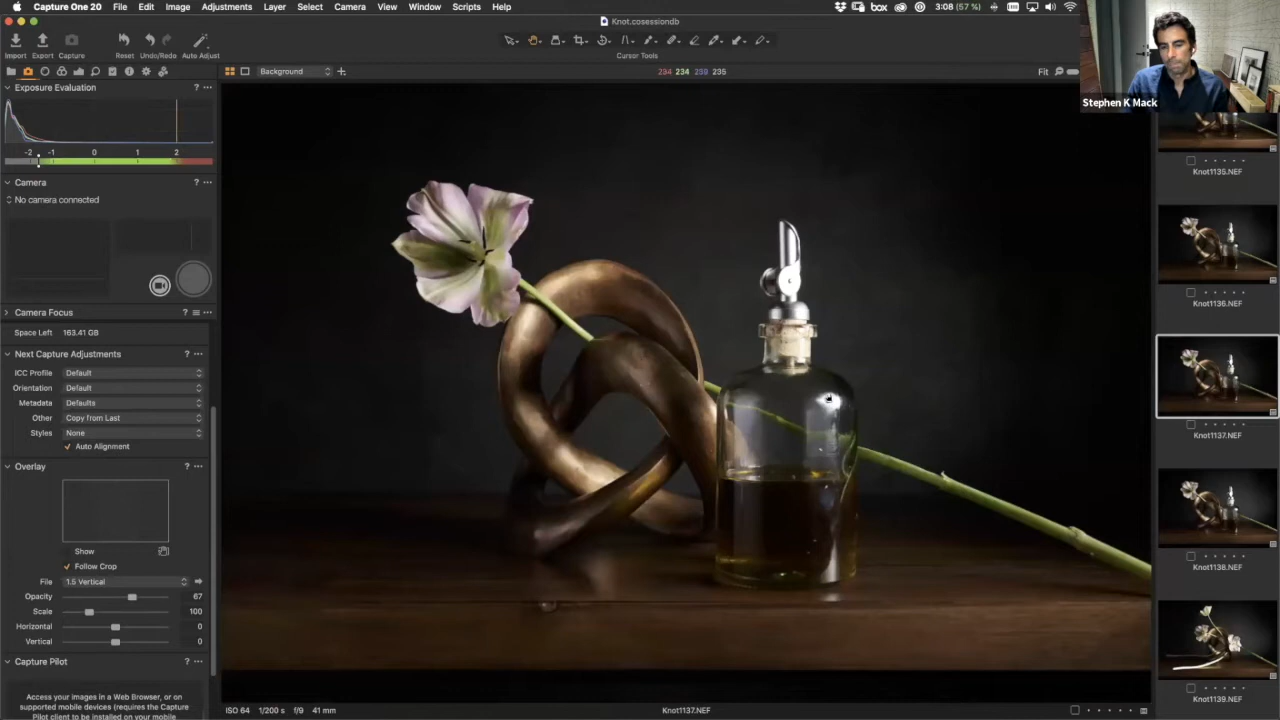 Capture One 20 File Edit View Adjustments Image Layer Select Camera View Window Scripts Help
box 3:08 (57 %)
Knot.cosessiondb
Import Export Capture Reset Undo/Redo Auto Adjust Cursor Tools
Background 234 234 239 235 Fit
Stephen K Mack
Exposure Evaluation ?
-2 -1 0 1 2
Camera ?
No camera connected
Camera Focus ?
Space Left 163.41 GB
Next Capture Adjustments ?
ICC Profile Default
Orientation Default
Metadata Defaults
Other Copy from Last
Styles None
Auto Alignment
Overlay ?
Show
Follow Crop
File 1.5 Vertical
Opacity 67
Scale 100
Horizontal 0
Vertical 0
Capture Pilot ?
Access your images in a Web Browser, or on
supported mobile devices (requires the Capture
Pilot client to be installed on your mobile
ISO 64 1/200 s f/9 41 mm Knot1137.NEF
Knot1135.NEF
Knot1136.NEF
Knot1137.NEF
Knot1138.NEF
Knot1139.NEF